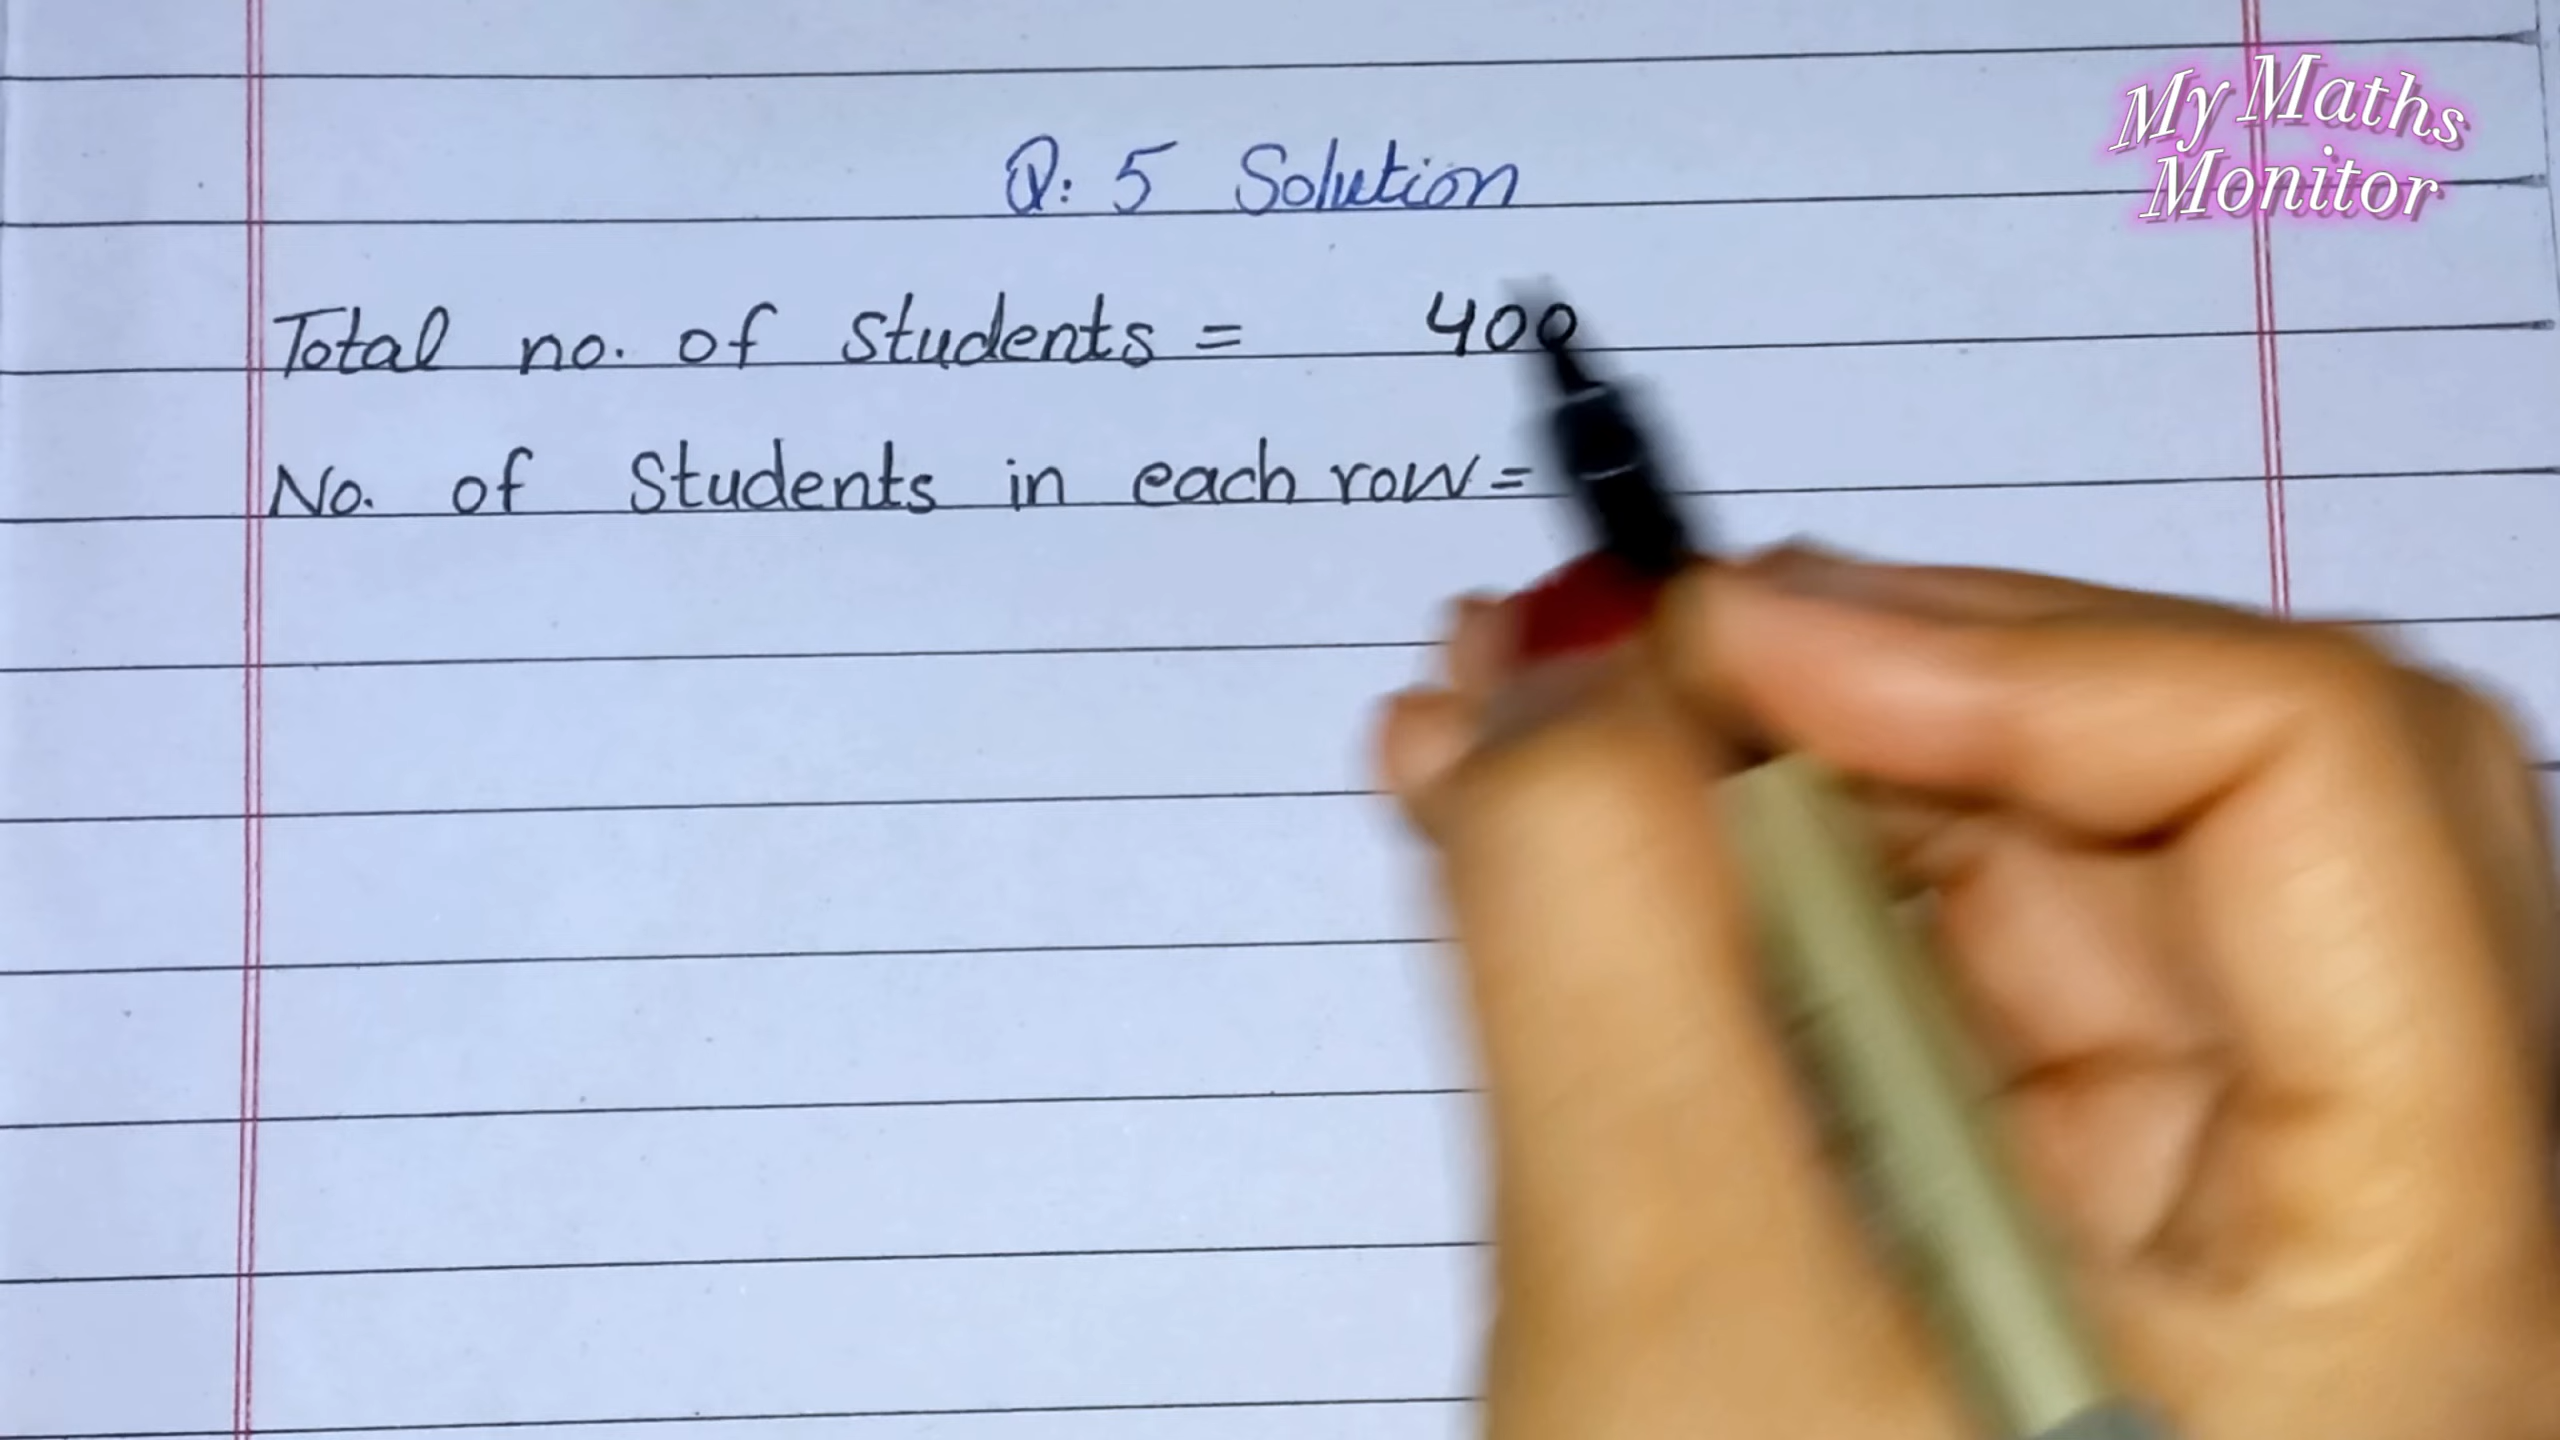 My Maths
Monitor
Q: 5 Solution
Total no. of Students = 400
No. of Students in each row =